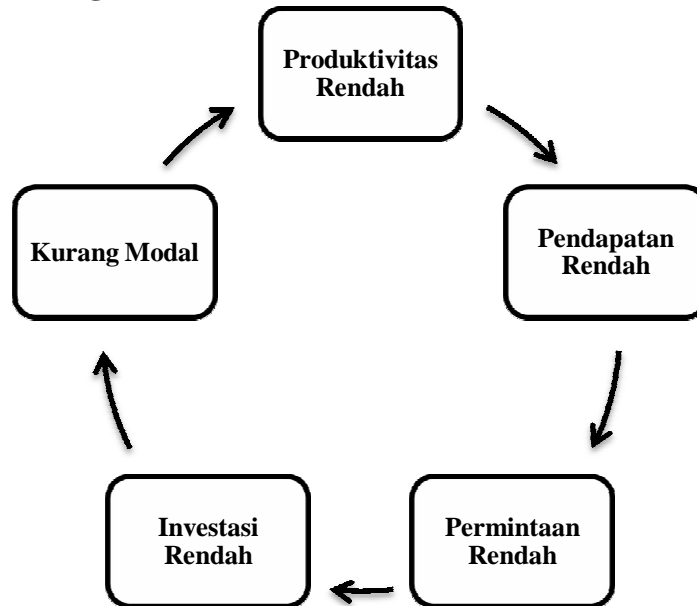 Produktivitas
Rendah
Pendapatan
Rendah
Permintaan
Rendah
Investasi
Rendah
Kurang Modal